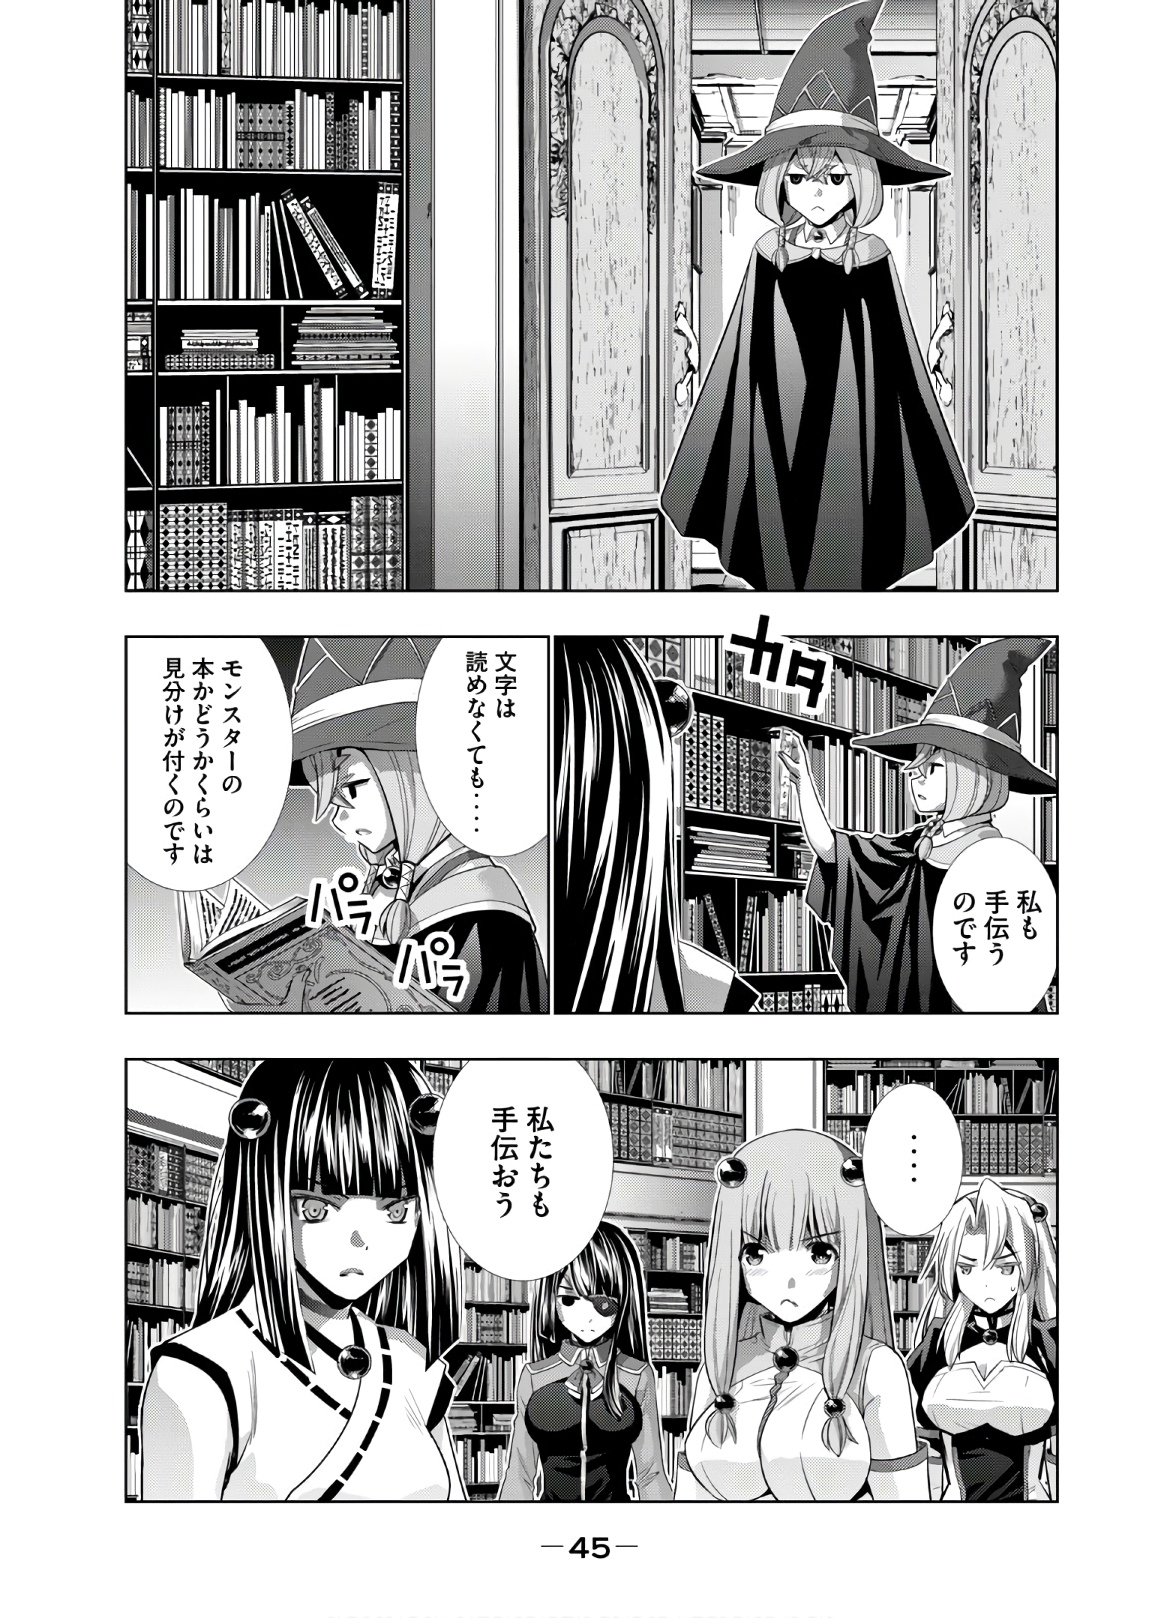 カタ
私も
手伝う
のです
文字は
読めなくても‥‥
モンスターの
本かどうかくらいは
見分けが付くのです
パラ
パラ
‥‥
私たちも
手伝おう
—45—